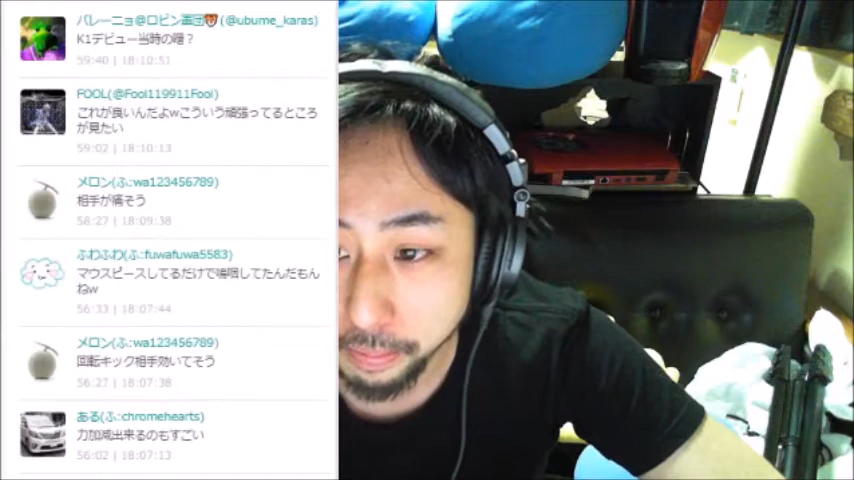 バレーニョ@ロビン軍団🐻(@ubume_karas)
K1デビュー当時の曙？
59:40 | 18:10:51
FOOL(@Fool119911Fool)
これが良いんだよwこういう頑張ってるところ
が見たい
59:02 | 18:10:13
メロン(ふ:wa123456789)
相手が痛そう
58:27 | 18:09:38
ふわふわ(ふ:fuwafuwa5583)
マウスピースしてるだけで嗚咽してたんだもん
ねw
56:33 | 18:07:44
メロン(ふ:wa123456789)
回転キック相手効いてそう
56:27 | 18:07:38
ある(ふ:chromehearts)
力加減出来るのもすごい
56:02 | 18:07:13